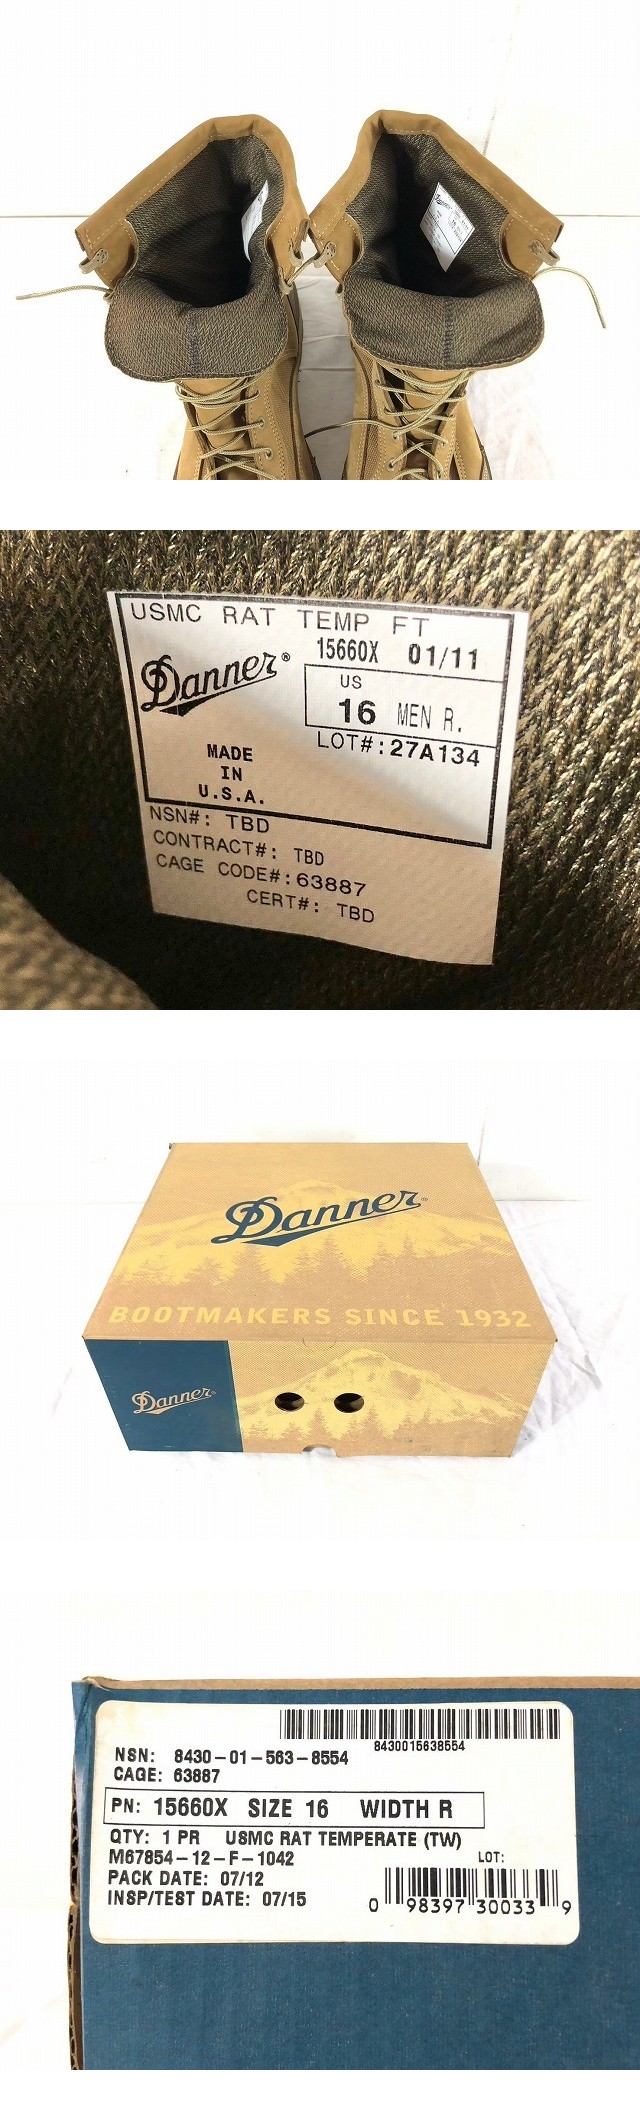 Danner
USMC RAT TEMP FT
15660X 01/11
Danner®
US
16 MEN R.
LOT#:27A134
MADE
IN
U.S.A.
NSN#: TBD
CONTRACT#: TBD
CAGE CODE#:63887
CERT#: TBD
Danner®
BOOTMAKERS SINCE 1932
Danner
NSN: 8430-01-563-8554
8430015638554
CAGE: 63887
PN: 15660X SIZE 16 WIDTH R
QTY: 1 PR USMC RAT TEMPERATE (TW)
M67854-12-F-1042 LOT:
PACK DATE: 07/12
INSP/TEST DATE: 07/15
0 98397 30033 9